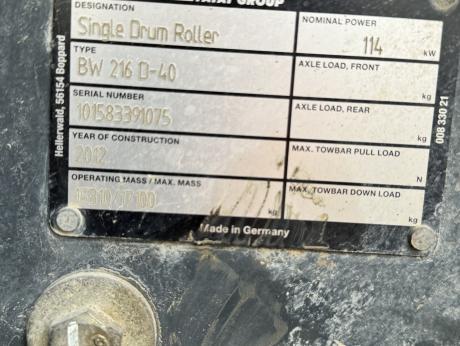 GROUP
DESIGNATION
Single Drum Roller
NOMINAL POWER
114 kW
TYPE
BW 216 D-40
AXLE LOAD, FRONT
kg
SERIAL NUMBER
101583391075
AXLE LOAD, REAR
kg
YEAR OF CONSTRUCTION
2012
MAX. TOWBAR PULL LOAD
N
OPERATING MASS / MAX. MASS
kg
MAX. TOWBAR DOWN LOAD
kg
Made in Germany
Hellerwald, 56154 Boppard
008 330 21